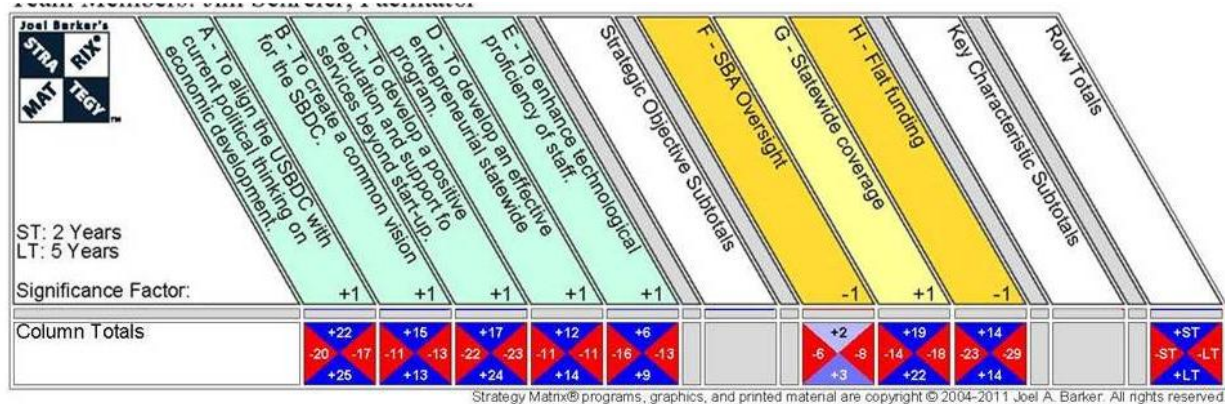 Team Members: Jim Schreier, Facilitator
Joel Barker's
STRA RIX®
MAT TEGY
TM
A - To align the USBDC with
current political thinking on
economic development.
B - To create a common vision
for the SBDC.
C - To develop a positive
reputation and support fo
services beyond start-up.
D - To develop an effective
entrepreneurial statewide
program.
E - To enhance technological
proficiency of staff.
Strategic Objective Subtotals
F - SBA Oversight
G - Statewide coverage
H - Flat funding
Key Characteristic Subtotals
Row Totals
ST: 2 Years
LT: 5 Years
Significance Factor: +1 +1 +1 +1 +1 -1 +1 -1
Column Totals
+22 +15 +17 +12 +6 +2 +19 +14 +ST
-20 -17 -11 -13 -22 -23 -11 -11 -16 -13 -6 -8 -14 -18 -23 -29 -ST -LT
+25 +13 +24 +14 +9 +3 +22 +14 +LT
Strategy Matrix® programs, graphics, and printed material are copyright © 2004-2011 Joel A. Barker. All rights reserved